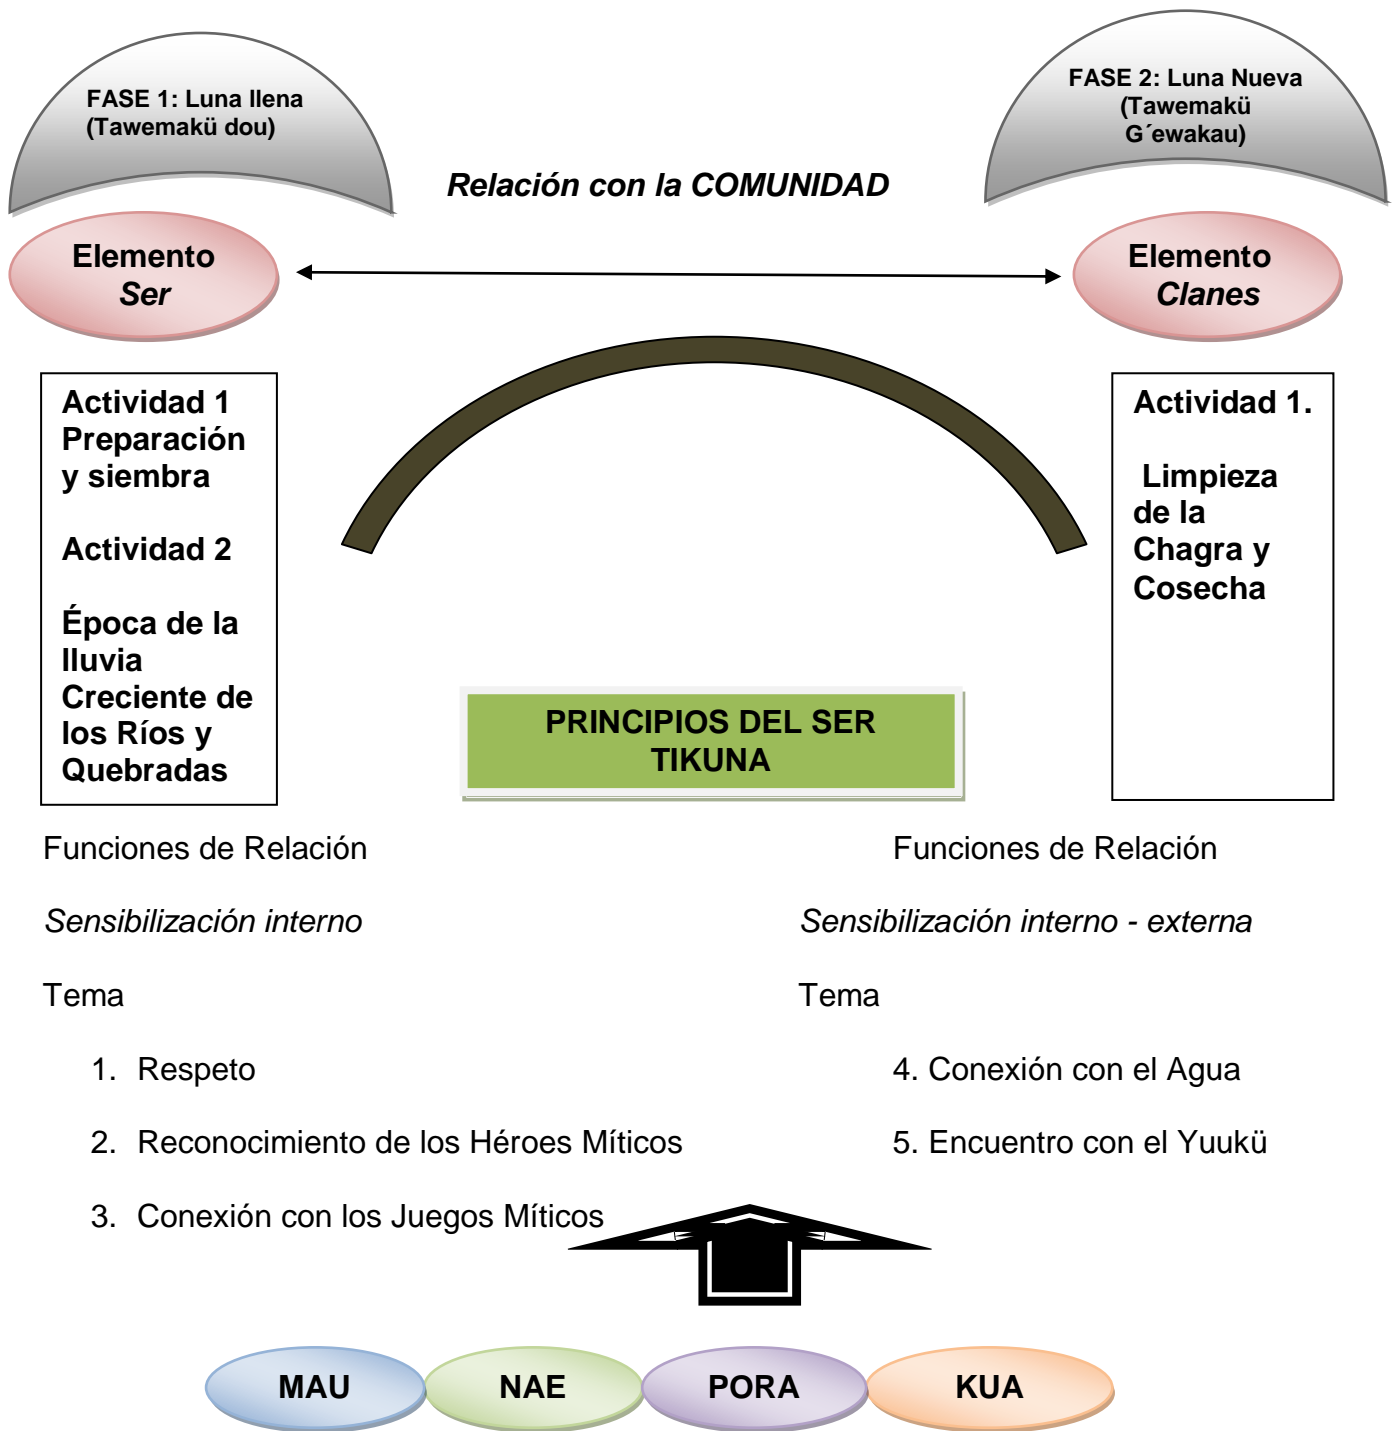 FASE 1: Luna llena
(Tawemakü dou)
FASE 2: Luna Nueva
(Tawemakü
G´ewakau)
Relación con la COMUNIDAD
Elemento
Ser
Elemento
Clanes
Actividad 1
Preparación
y siembra
Actividad 2
Época de la
lluvia
Creciente de
los Ríos y
Quebradas
Actividad 1.
Limpieza
de la
Chagra y
Cosecha
PRINCIPIOS DEL SER
TIKUNA
Funciones de Relación
Sensibilización interno
Tema
1. Respeto
2. Reconocimiento de los Héroes Míticos
3. Conexión con los Juegos Míticos
Funciones de Relación
Sensibilización interno - externa
Tema
4. Conexión con el Agua
5. Encuentro con el Yuukü
MAU
NAE
PORA
KUA